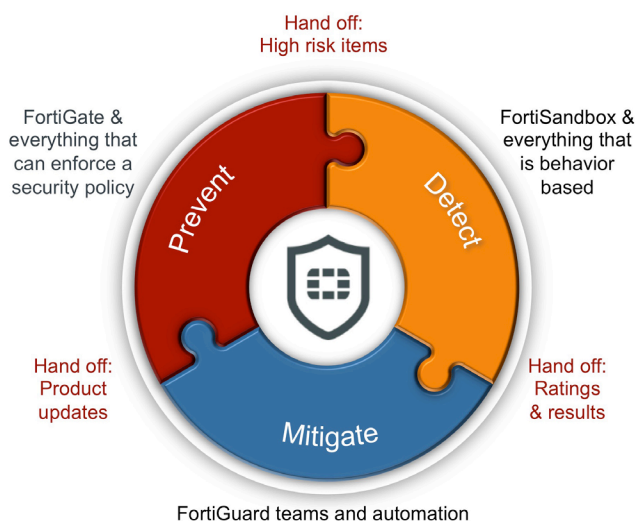 Hand off:
High risk items
FortiGate &
everything that
can enforce a
security policy
FortiSandbox &
everything that
is behavior
based
Prevent
Detect
Hand off:
Product
updates
Hand off:
Ratings
& results
Mitigate
FortiGuard teams and automation